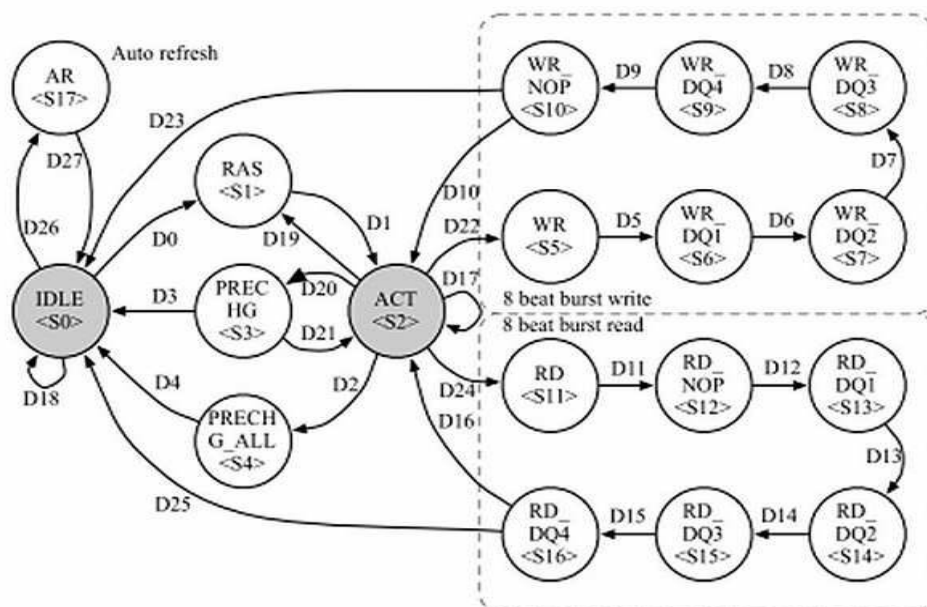 Auto refresh
AR
<S17>
D26
D27
D23
RAS
<S1>
D0
D1
D19
IDLE
<S0>
D18
D3
PREC
HG
<S3>
D20
D21
ACT
<S2>
D17
D4
D2
PRECH
G_ALL
<S4>
D25
D10
D22
D24
D16
WR_
NOP
<S10>
D9
WR_
DQ4
<S9>
D8
WR_
DQ3
<S8>
D7
WR
<S5>
D5
WR_
DQ1
<S6>
D6
WR_
DQ2
<S7>
8 beat burst write
8 beat burst read
RD
<S11>
D11
RD_
NOP
<S12>
D12
RD_
DQ1
<S13>
D13
RD_
DQ4
<S16>
D15
RD_
DQ3
<S15>
D14
RD_
DQ2
<S14>